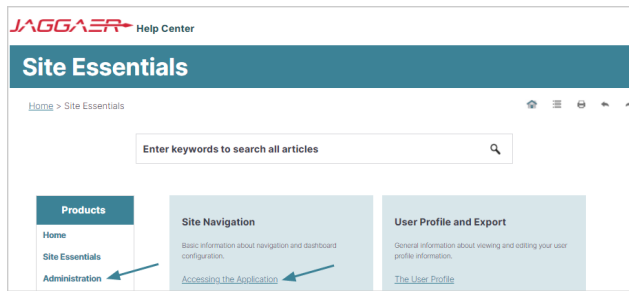 JAGGAER Help Center
Site Essentials
Home > Site Essentials
Enter keywords to search all articles
Products
Home
Site Essentials
Administration
Site Navigation
Basic information about navigation and dashboard
configuration.
Accessing the Application
User Profile and Export
General information about viewing and editing your user
profile information.
The User Profile